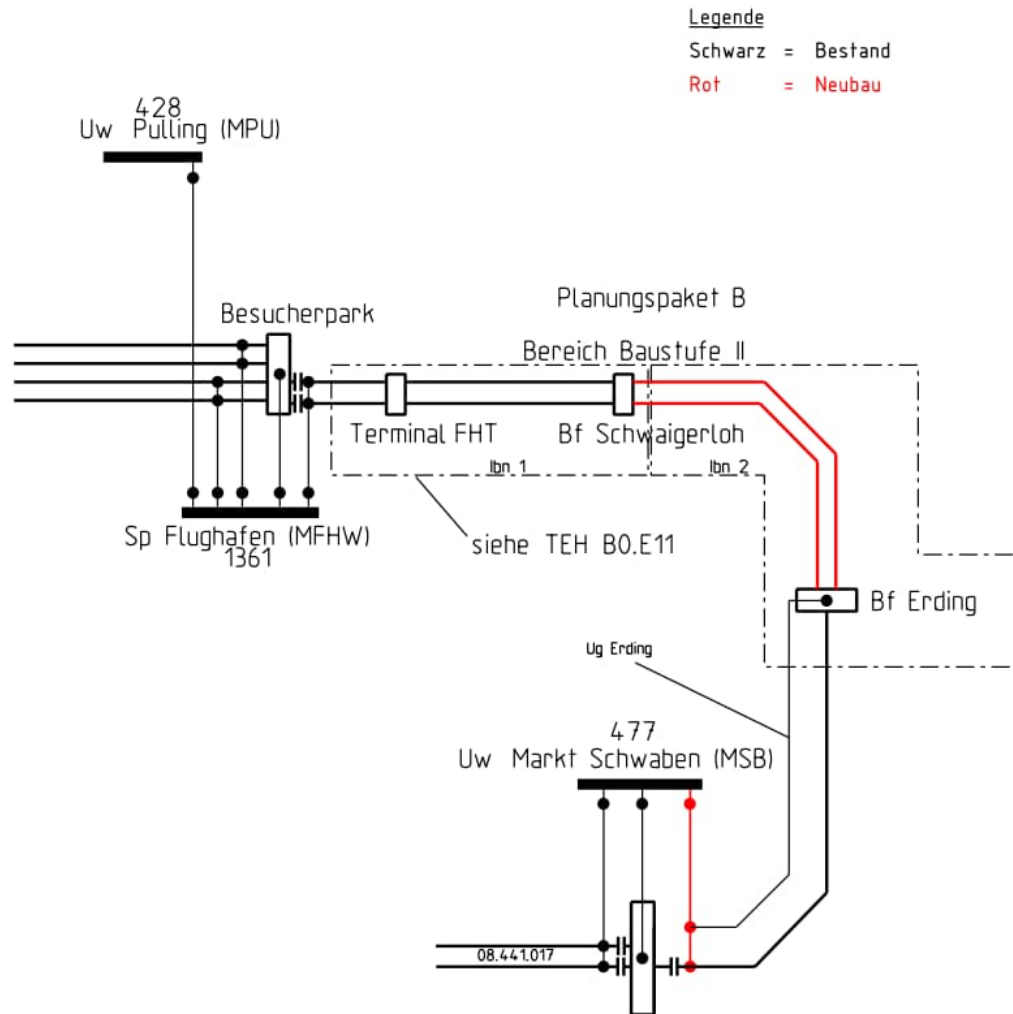 Legende
Schwarz = Bestand
Rot = Neubau
428
Uw Pulling (MPU)
Besucherpark
Planungspaket B
Bereich Baustufe II
Terminal FHT
Bf Schwaigerloh
Ibn 1
Ibn 2
Sp Flughafen (MFHW)
1361
siehe TEH B0.E11
Bf Erding
Ug Erding
477
Uw Markt Schwaben (MSB)
08.441.017